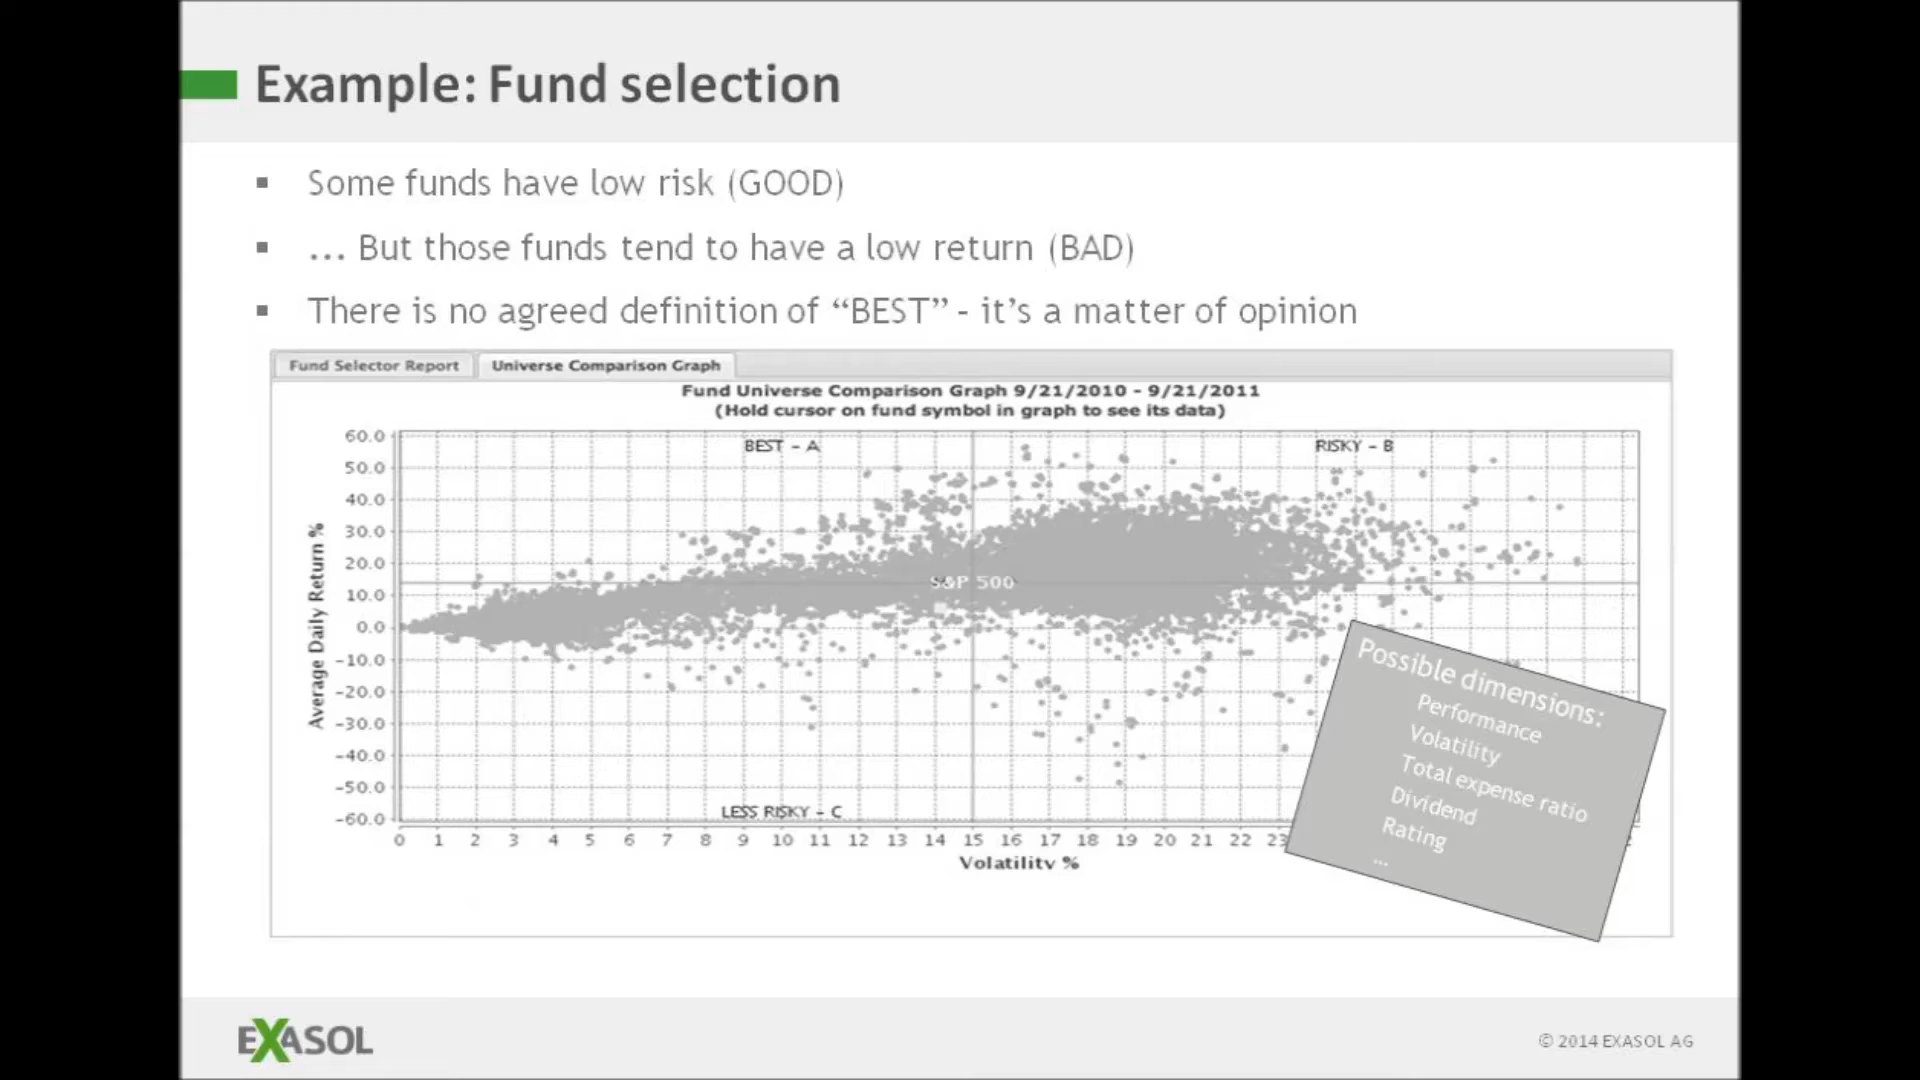 Example: Fund selection
▪ Some funds have low risk (GOOD)
▪ ... But those funds tend to have a low return (BAD)
▪ There is no agreed definition of “BEST” - it’s a matter of opinion
Fund Selector Report
Universe Comparison Graph
Fund Universe Comparison Graph 9/21/2010 - 9/21/2011
(Hold cursor on fund symbol in graph to see its data)
BEST - A
RISKY - B
60.0
50.0
40.0
30.0
20.0
10.0
0.0
-10.0
-20.0
-30.0
-40.0
-50.0
-60.0
Average Daily Return %
S&P 500
LESS RISKY - C
0 1 2 3 4 5 6 7 8 9 10 11 12 13 14 15 16 17 18 19 20 21 22 23
Volatility %
Possible dimensions:
Performance
Volatility
Total expense ratio
Dividend
Rating
...
EXASOL
© 2014 EXASOL AG